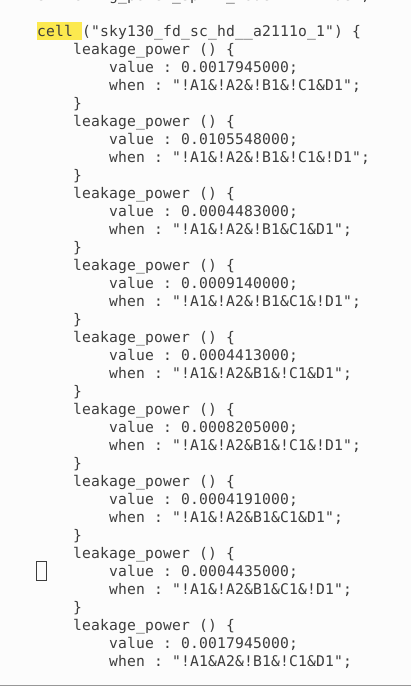 cell ("sky130_fd_sc_hd__a2111o_1") {
leakage_power () {
value : 0.0017945000;
when : "!A1&!A2&!B1&!C1&D1";
}
leakage_power () {
value : 0.0105548000;
when : "!A1&!A2&!B1&!C1&!D1";
}
leakage_power () {
value : 0.0004483000;
when : "!A1&!A2&!B1&C1&D1";
}
leakage_power () {
value : 0.0009140000;
when : "!A1&!A2&!B1&C1&!D1";
}
leakage_power () {
value : 0.0004413000;
when : "!A1&!A2&B1&!C1&D1";
}
leakage_power () {
value : 0.0008205000;
when : "!A1&!A2&B1&!C1&!D1";
}
leakage_power () {
value : 0.0004191000;
when : "!A1&!A2&B1&C1&D1";
}
leakage_power () {
value : 0.0004435000;
when : "!A1&!A2&B1&C1&!D1";
}
leakage_power () {
value : 0.0017945000;
when : "!A1&A2&!B1&!C1&D1";